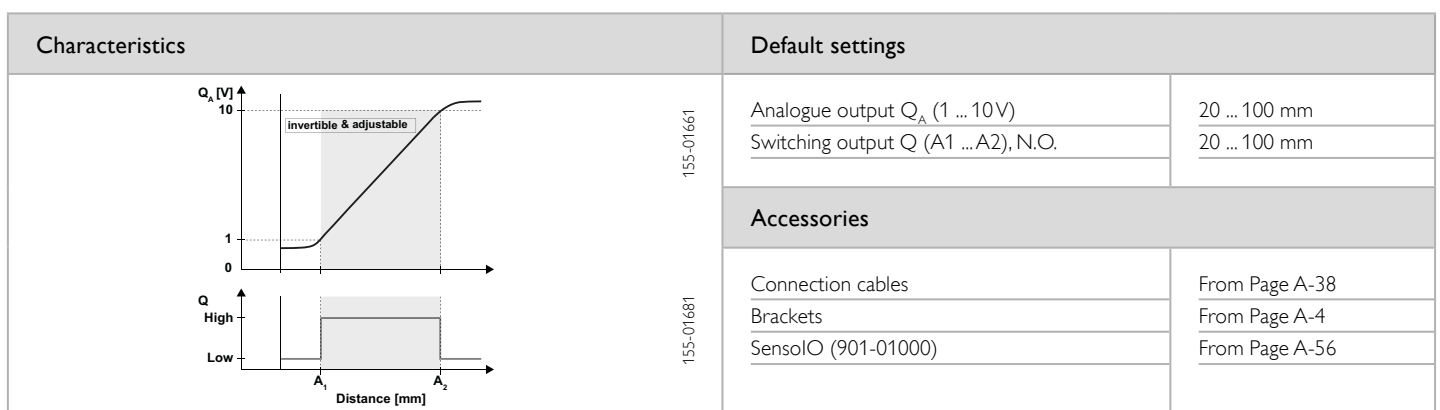 Characteristics
Q_A [V]
10
invertible & adjustable
1
0
155-01661
Q
High
Low
A_1 A_2
Distance [mm]
155-01681
Default settings
Analogue output Q_A (1 ... 10 V) 20 ... 100 mm
Switching output Q (A1 ... A2), N.O. 20 ... 100 mm
Accessories
Connection cables From Page A-38
Brackets From Page A-4
SensoIO (901-01000) From Page A-56